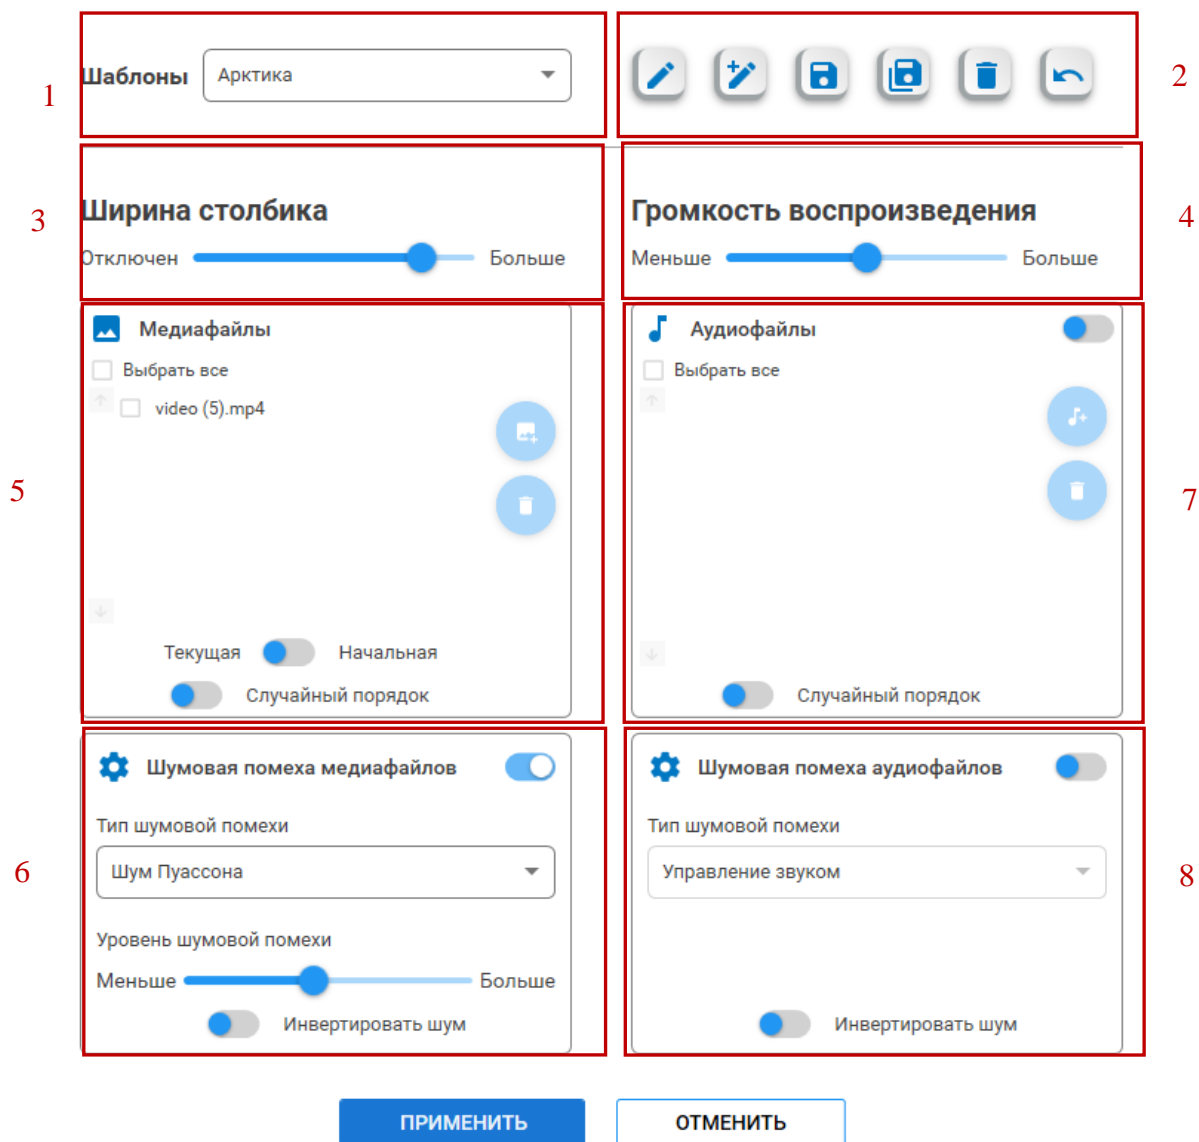 1
Шаблоны
Арктика
2
3
Ширина столбика
Отключен
Больше
Громкость воспроизведения
Меньше
Больше
4
5
Медиафайлы
Выбрать все
video (5).mp4
Текущая
Начальная
Случайный порядок
Аудиофайлы
Выбрать все
Случайный порядок
7
6
Шумовая помеха медиафайлов
Тип шумовой помехи
Шум Пуассона
Уровень шумовой помехи
Меньше
Больше
Инвертировать шум
Шумовая помеха аудиофайлов
Тип шумовой помехи
Управление звуком
Инвертировать шум
8
ПРИМЕНИТЬ
ОТМЕНИТЬ